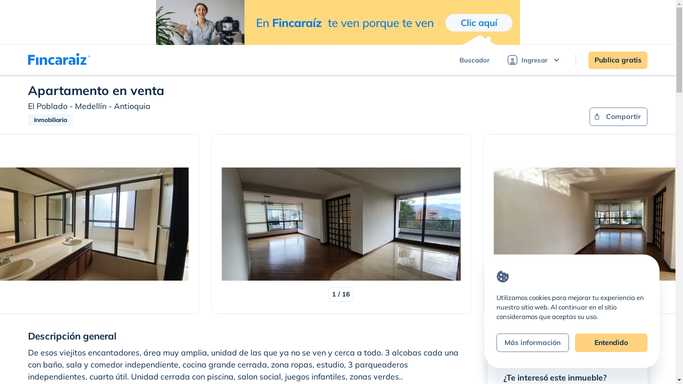 En Fincaraíz te ven porque te ven
Clic aquí
Fincaraiz
Buscador
Ingresar
Publica gratis
Apartamento en venta
El Poblado - Medellín - Antioquia
Inmobiliaria
Compartir
1 / 16
Descripción general
De esos viejitos encantadores, área muy amplia, unidad de las que ya no se ven y cerca a todo. 3 alcobas cada una
con baño, sala y comedor independiente, cocina grande cerrada, zona ropas, estudio, 3 parqueaderos
independientes, cuarto útil. Unidad cerrada con piscina, salon social, juegos infantiles, zonas verdes..
Utilizamos cookies para mejorar tu experiencia en
nuestro sitio web. Al continuar en el sitio
consideramos que aceptas su uso.
Más información
Entendido
¿Te interesó este inmueble?